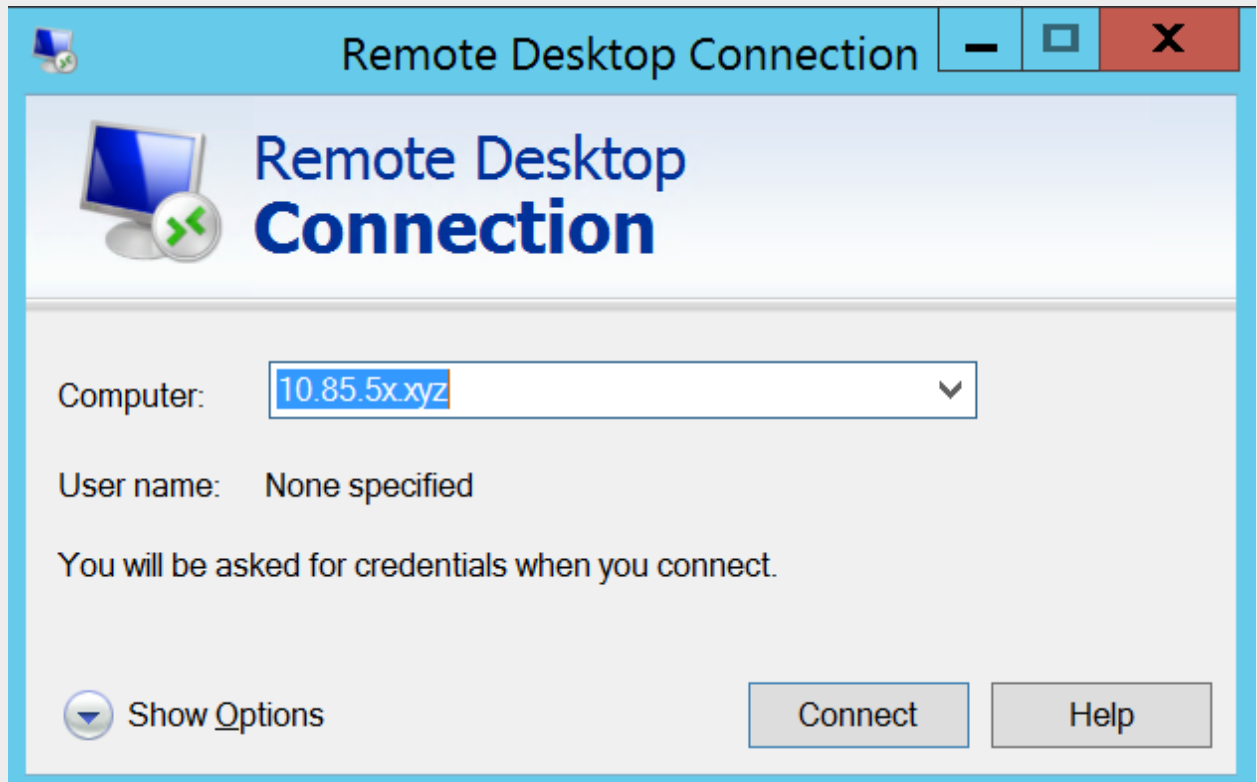 Remote Desktop Connection
Remote Desktop
Connection
Computer: 10.85.5x.xyz
User name: None specified
You will be asked for credentials when you connect.
Show Options Connect Help